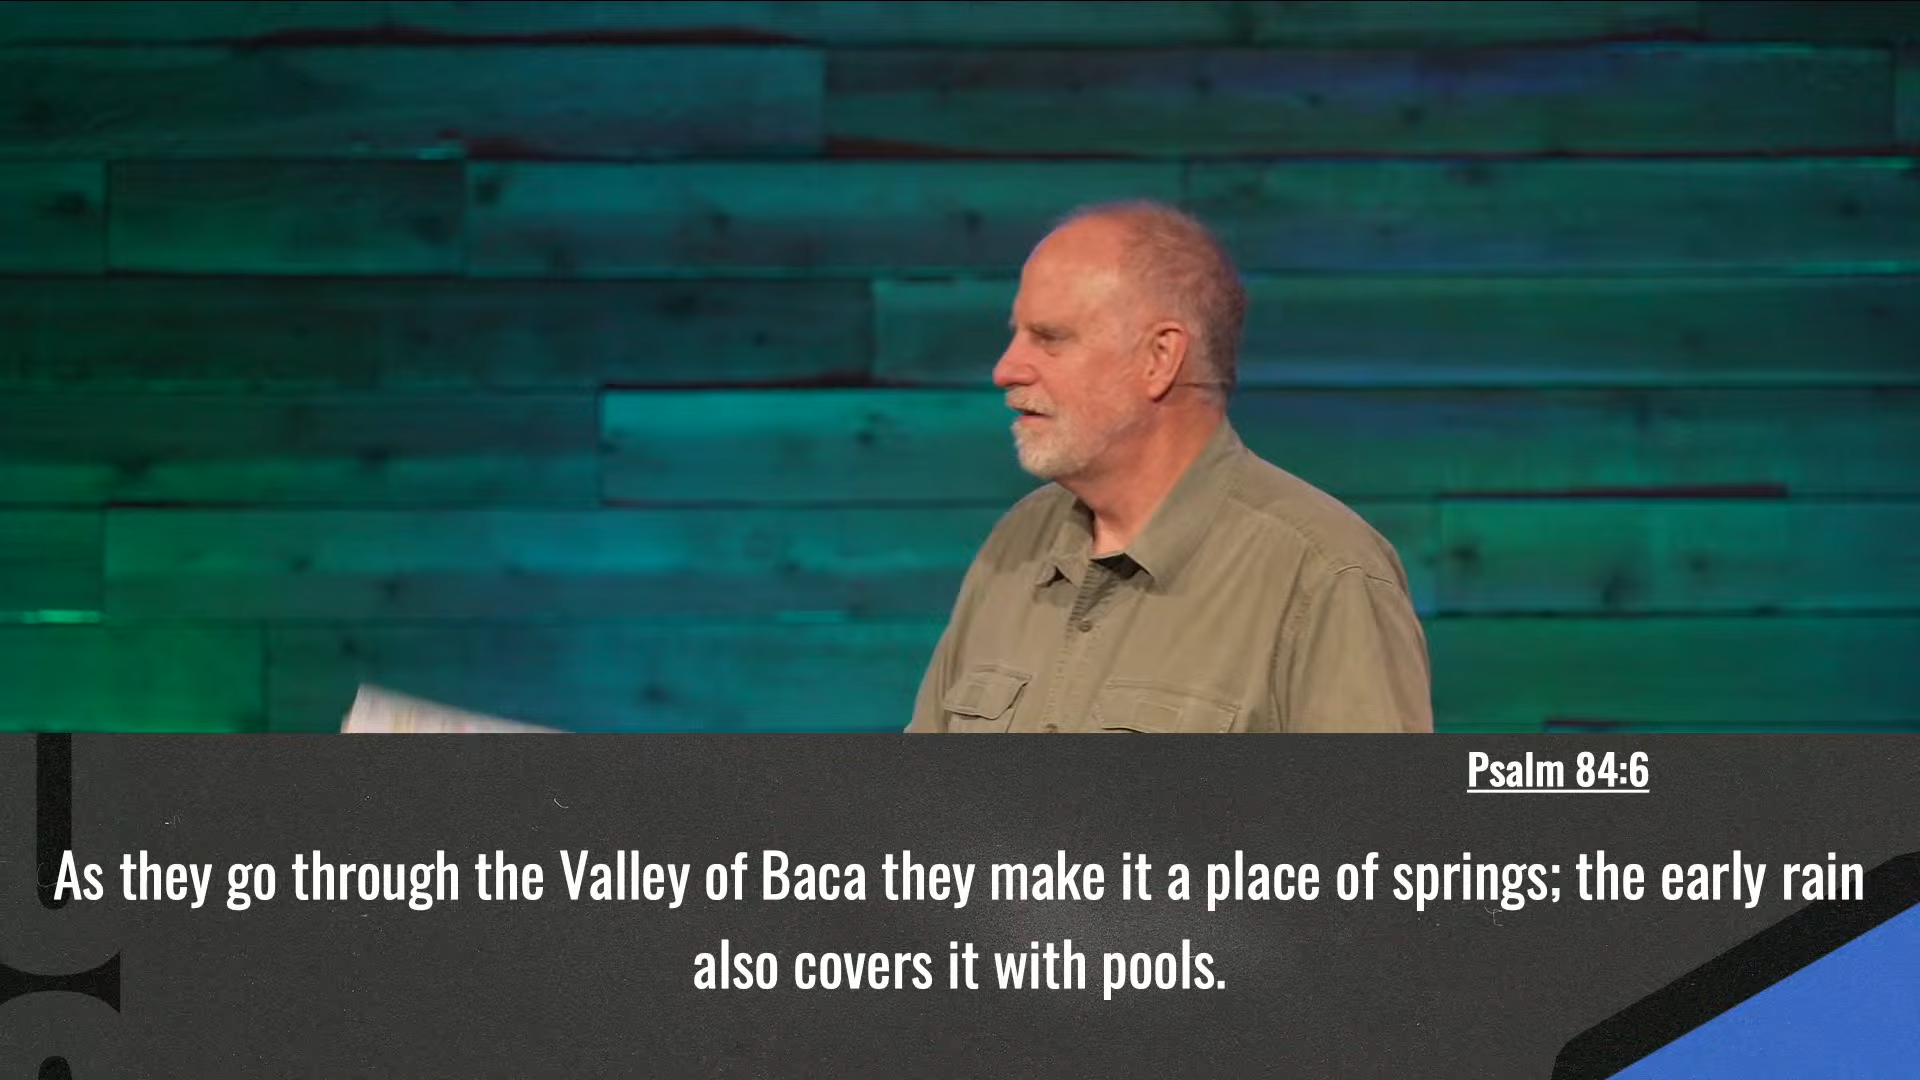 Psalm 84:6
As they go through the Valley of Baca they make it a place of springs; the early rain
also covers it with pools.